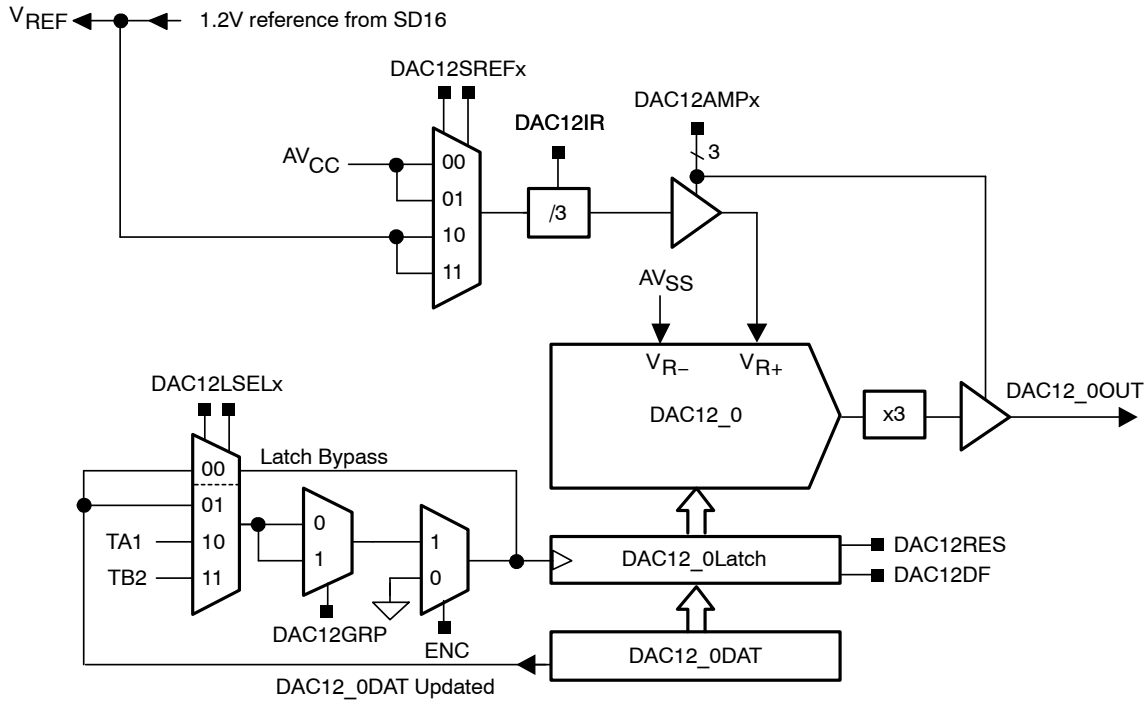 VREF
1.2V reference from SD16
DAC12SREFx
DAC12AMPx
DAC12IR
3
AVCC
00
01
10
11
/3
AVSS
VR−
VR+
DAC12_0
x3
DAC12_0OUT
DAC12LSELx
Latch Bypass
00
01
TA1
10
TB2
11
0
1
1
0
DAC12GRP
ENC
DAC12_0Latch
DAC12RES
DAC12DF
DAC12_0DAT
DAC12_0DAT Updated